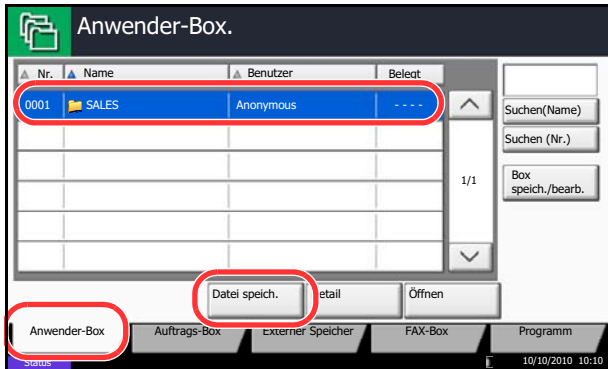 Anwender-Box.
Nr. Name Benutzer Belegt
0001 SALES Anonymous ----
Suchen(Name)
Suchen (Nr.)
1/1
Box
speich./bearb.
Datei speich. Detail Öffnen
Anwender-Box Auftrags-Box Externer Speicher FAX-Box Programm
Status 10/10/2010 10:10